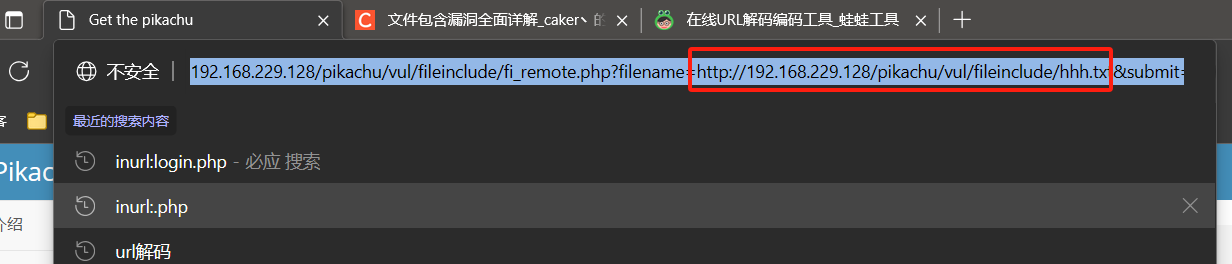 Get the pikachu
文件包含漏洞全面详解_caker丶的
在线URL解码编码工具_蛙蛙工具
不安全
192.168.229.128/pikachu/vul/fileinclude/fi_remote.php?filename=http://192.168.229.128/pikachu/vul/fileinclude/hhh.txt&submit=
客
最近的搜索内容
Pikac
inurl:login.php - 必应 搜索
介绍
inurl:.php
url解码